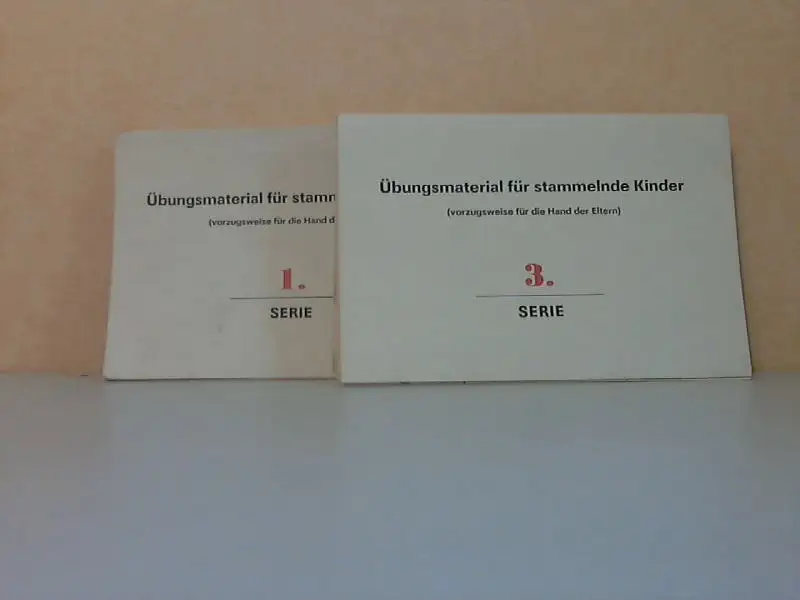 Übungsmaterial für stamm
(vorzugsweise für die Hand d
1.
SERIE
Übungsmaterial für stammelnde Kinder
(vorzugsweise für die Hand der Eltern)
3.
SERIE